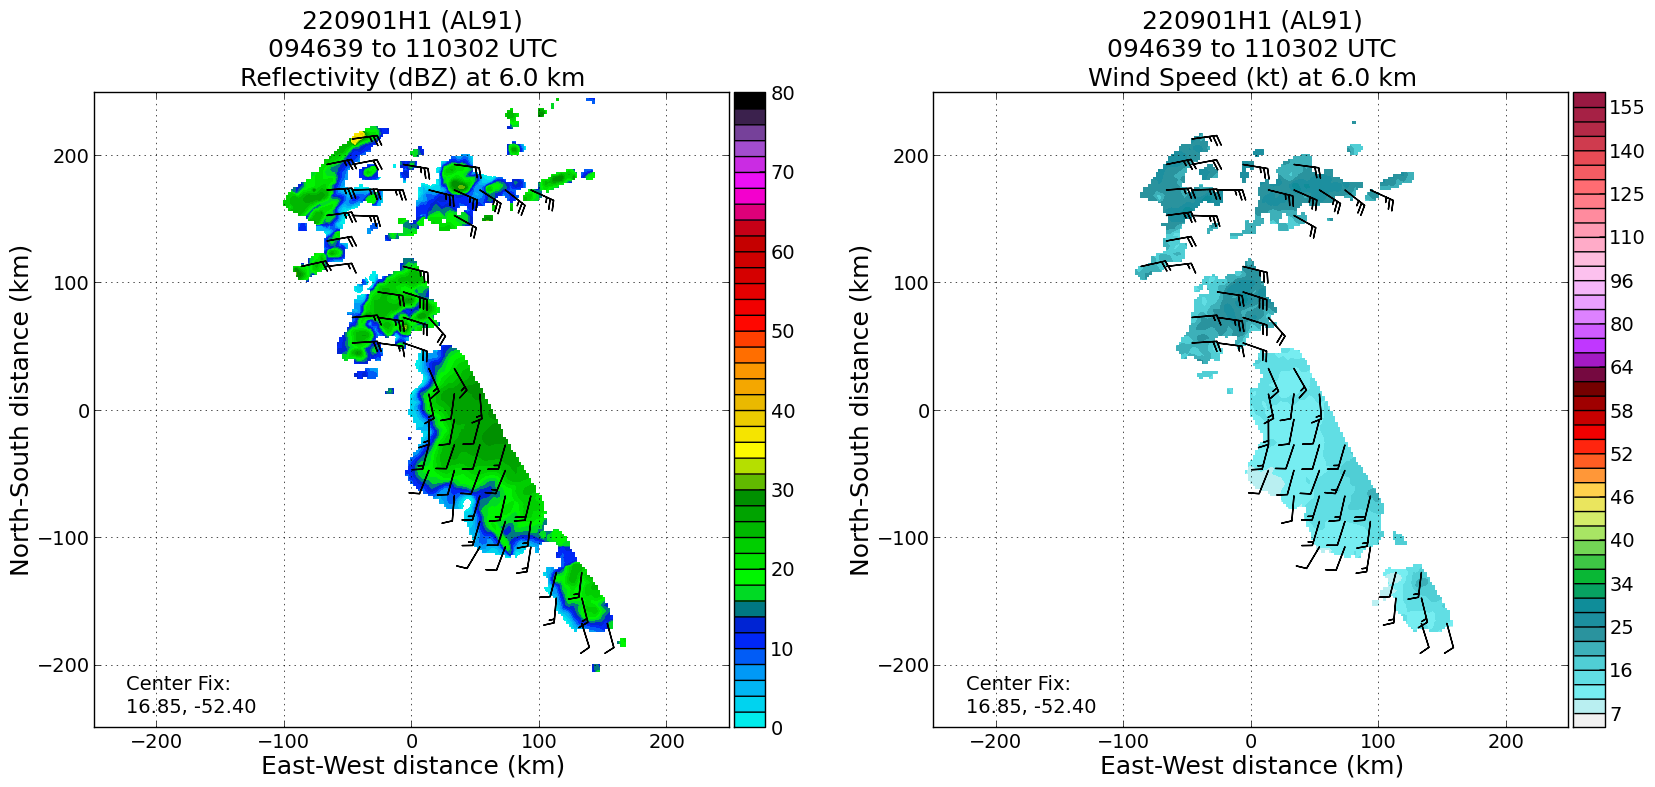 220901H1 (AL91)
094639 to 110302 UTC
Reflectivity (dBZ) at 6.0 km
North-South distance (km)
200
100
0
−100
−200
Center Fix:
16.85, -52.40
−200 −100 0 100 200
East-West distance (km)
80
70
60
50
40
30
20
10
0
220901H1 (AL91)
094639 to 110302 UTC
Wind Speed (kt) at 6.0 km
North-South distance (km)
200
100
0
−100
−200
Center Fix:
16.85, -52.40
−200 −100 0 100 200
East-West distance (km)
155
140
125
110
96
80
64
58
52
46
40
34
25
16
7